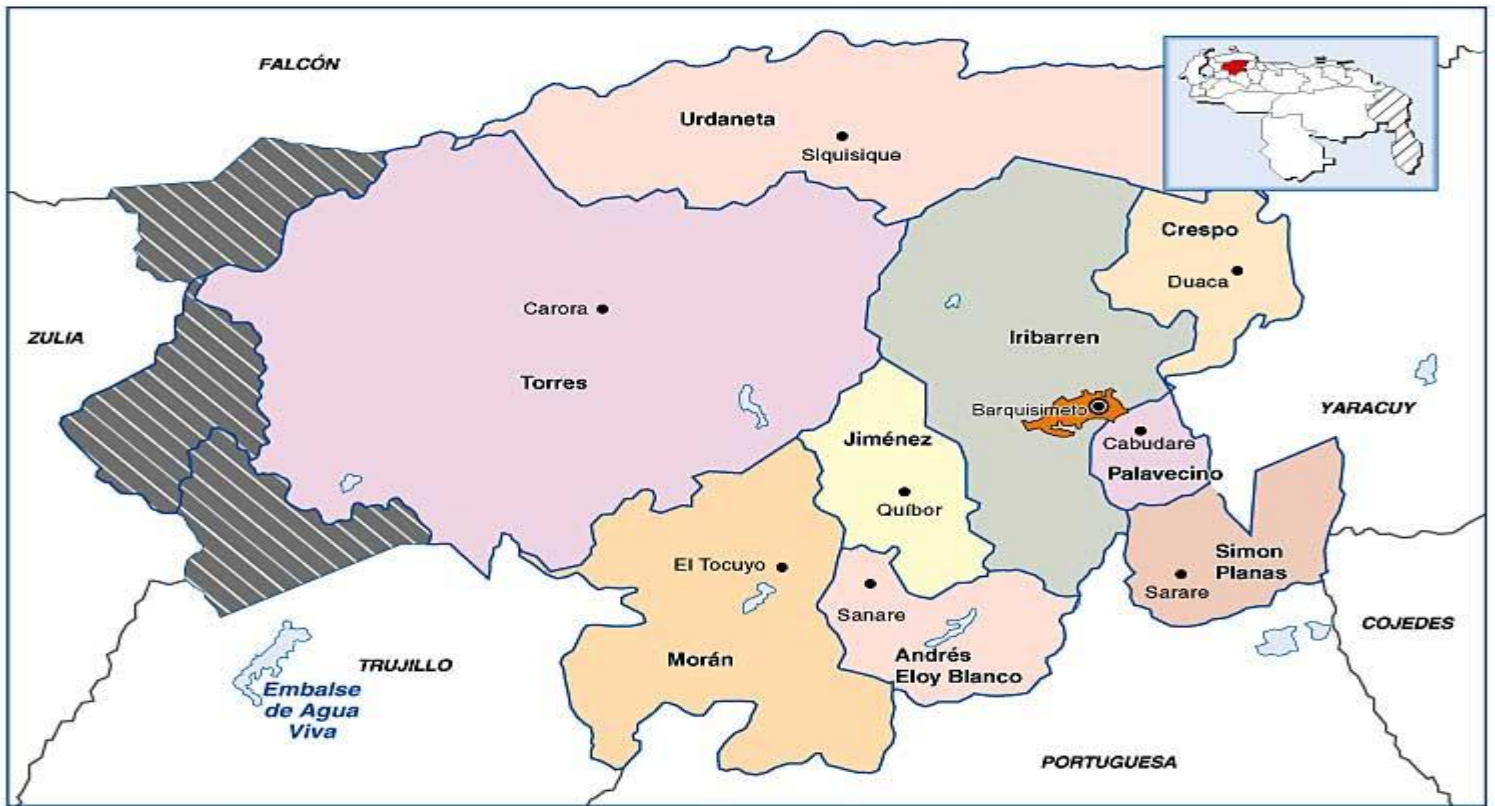 FALCÓN
Urdaneta
Siquisique
Crespo
Duaca
Carora
ZULIA
Iribarren
Torres
Barquisimeto
YARACUY
Jiménez
Cabudare
Palavecino
Quíbor
El Tocuyo
Simon
Planas
Sanare
Sarare
COJEDES
TRUJILLO
Morán
Andrés
Eloy Blanco
Embalse
de Agua
Viva
PORTUGUESA